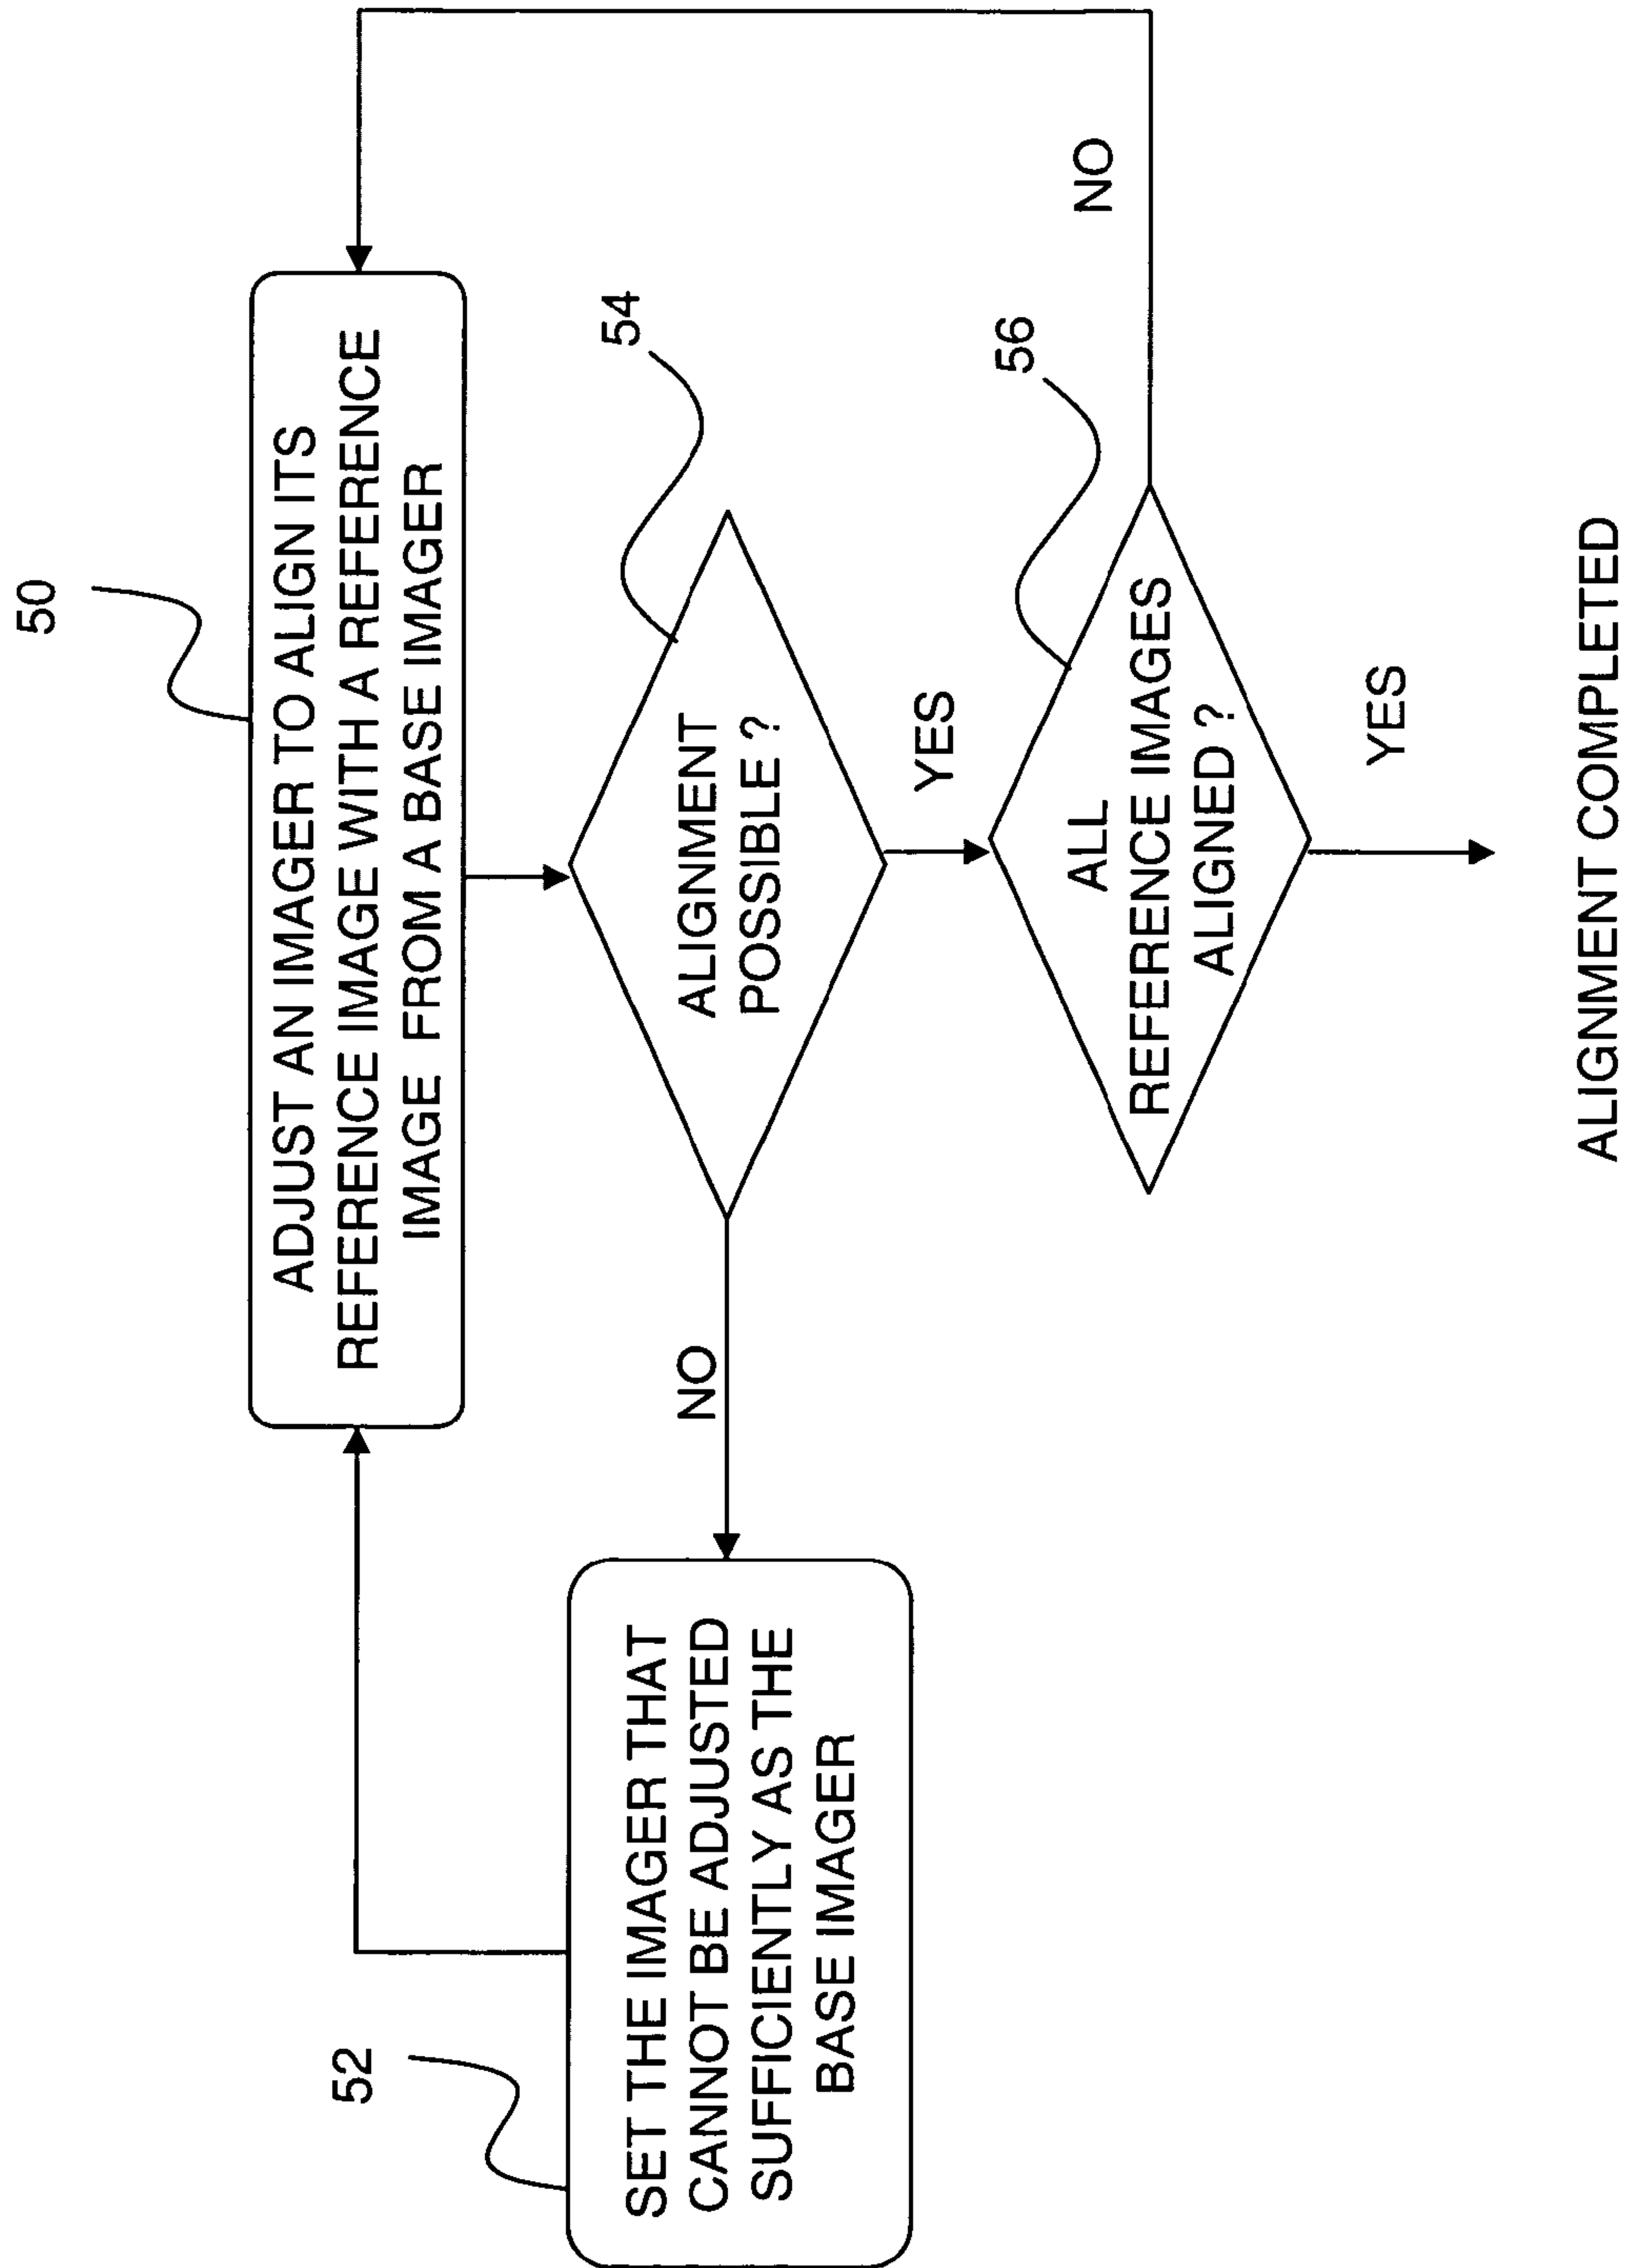 50
ADJUST AN IMAGER TO ALIGN ITS
REFERENCE IMAGE WITH A REFERENCE
IMAGE FROM A BASE IMAGER
52
SET THE IMAGER THAT
CANNOT BE ADJUSTED
SUFFICIENTLY AS THE
BASE IMAGER
NO
54
ALIGNMENT
POSSIBLE ?
YES
56
ALL
REFERENCE IMAGES
ALIGNED ?
NO
YES
ALIGNMENT COMPLETED